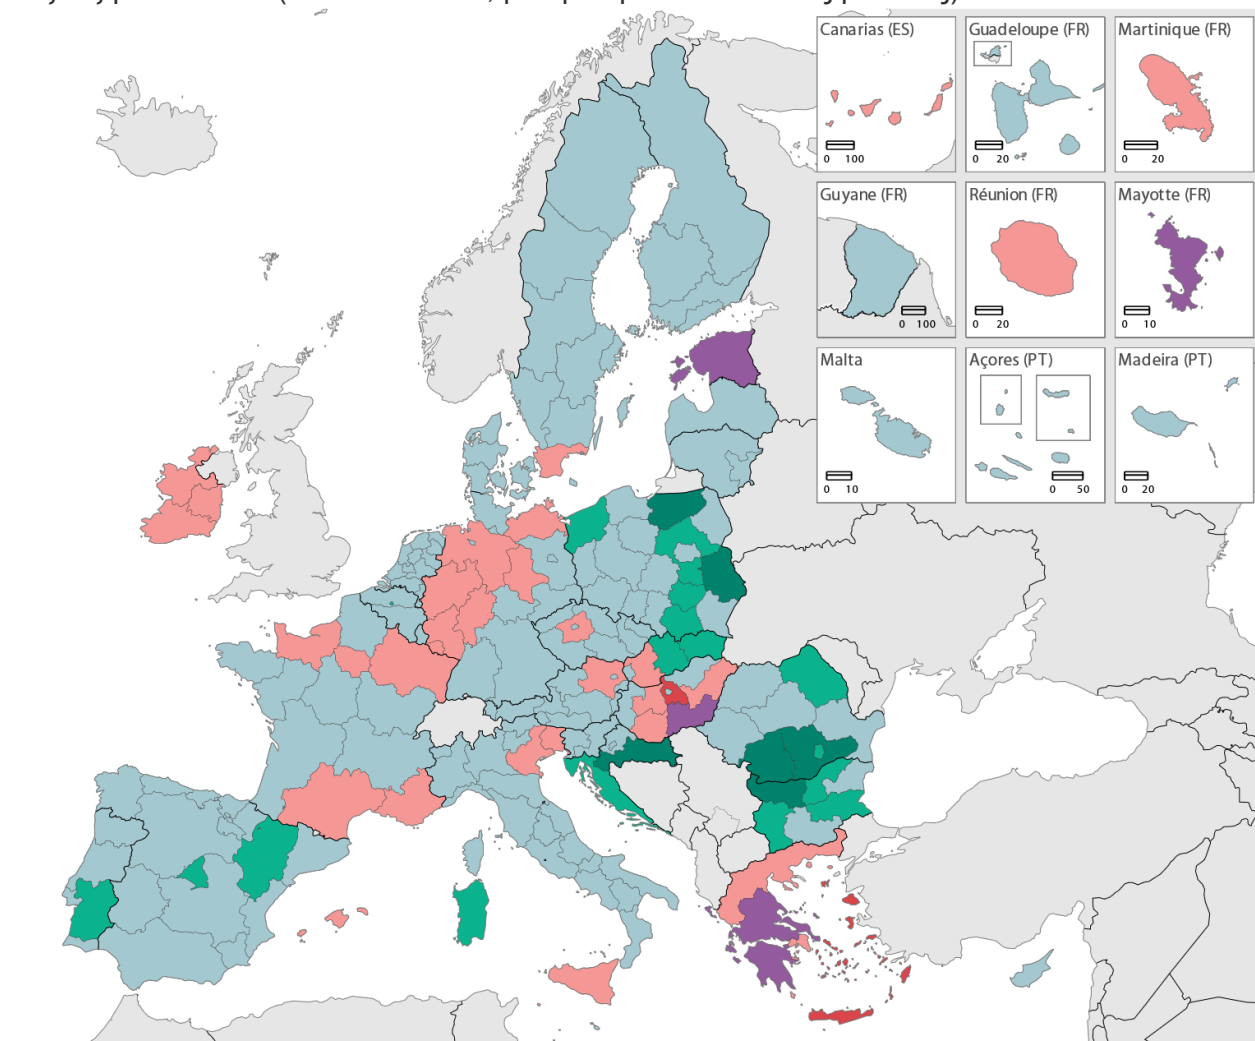 Canarias (ES)
0 100
Guadeloupe (FR)
0 20
Martinique (FR)
0 20
Guyane (FR)
0 100
Réunion (FR)
0 20
Mayotte (FR)
0 10
Malta
0 10
Açores (PT)
0 50
Madeira (PT)
0 20